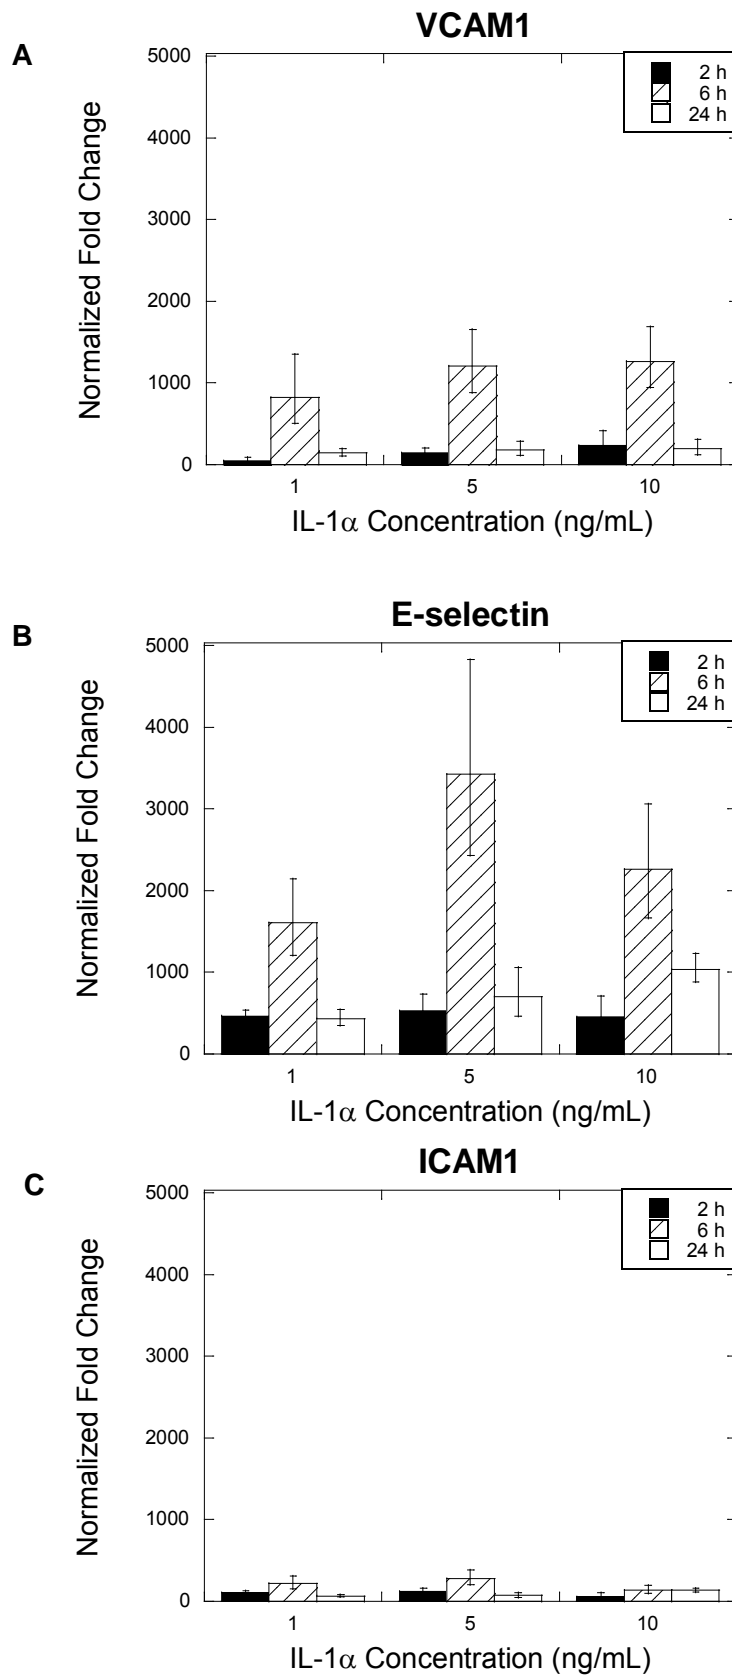 VCAM1
A
5000
4000
3000
2000
1000
0
Normalized Fold Change
2 h
6 h
24 h
1 5 10
IL-1α Concentration (ng/mL)
E-selectin
B
5000
4000
3000
2000
1000
0
Normalized Fold Change
2 h
6 h
24 h
1 5 10
IL-1α Concentration (ng/mL)
ICAM1
C
5000
4000
3000
2000
1000
0
Normalized Fold Change
2 h
6 h
24 h
1 5 10
IL-1α Concentration (ng/mL)